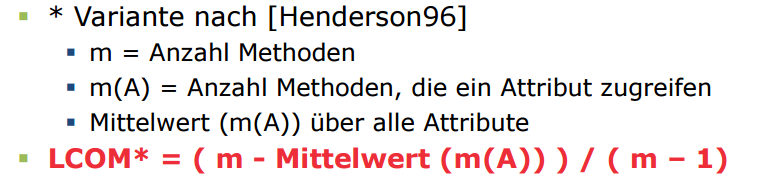 * Variante nach [Henderson96]
m = Anzahl Methoden
m(A) = Anzahl Methoden, die ein Attribut zugreifen
Mittelwert (m(A)) über alle Attribute
LCOM* = ( m - Mittelwert (m(A)) ) / ( m – 1)